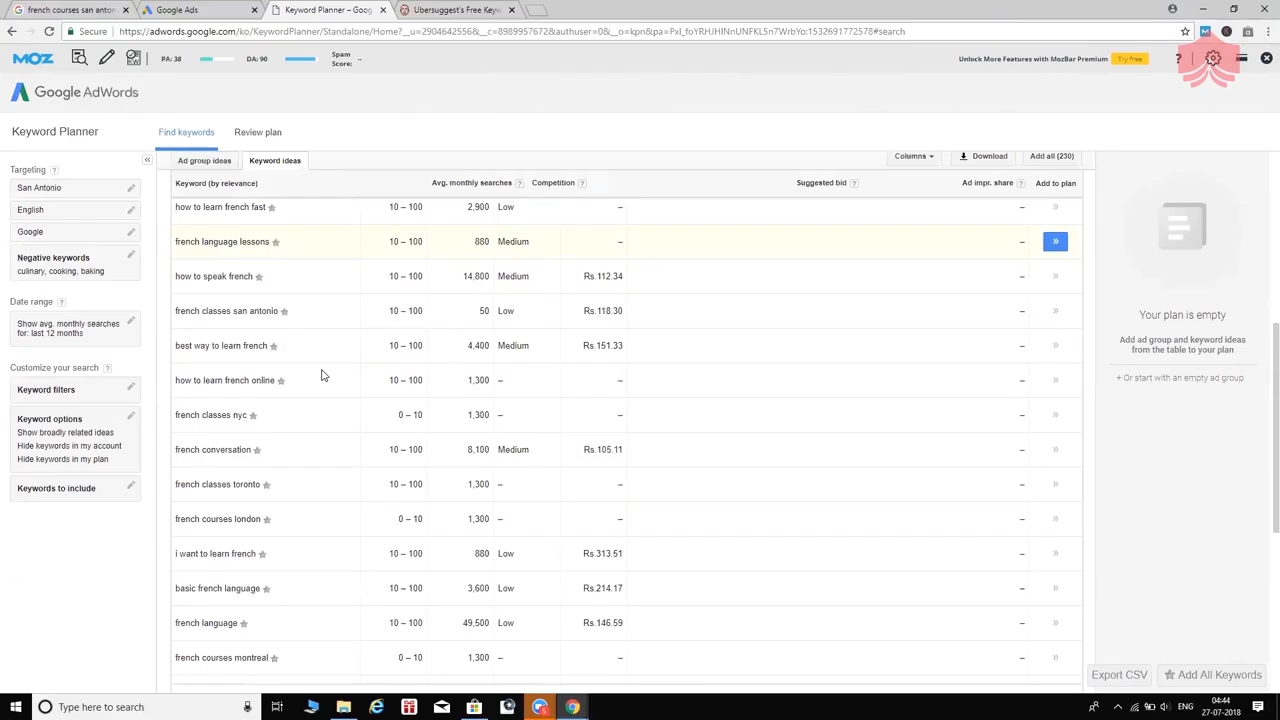 french courses san anton
Google Ads
Keyword Planner – Goo
Ubersuggest's Free Keyw
Secure
https://adwords.google.com/ko/KeywordPlanner/Standalone/Home?
#search
MOZ
PA: 38
DA: 90
Spam
Score: –
Unlock More Features with MozBar Premium
Try free
Google AdWords
Keyword Planner
Find keywords
Review plan
Ad group ideas
Keyword ideas
Columns
Download
Add all (230)
Targeting ?
San Antonio
English
Google
Negative keywords
culinary, cooking, baking
Date range ?
Show avg. monthly searches
for: last 12 months
Customize your search ?
Keyword filters
Keyword options
Show broadly related ideas
Hide keywords in my account
Hide keywords in my plan
Keywords to include
Keyword (by relevance) Avg. monthly searches ? Competition ? Suggested bid ? Ad impr. share ? Add to plan
how to learn french fast 10 – 100 2,900 Low – – »
french language lessons 10 – 100 880 Medium – – »
how to speak french 10 – 100 14,800 Medium Rs.112.34 – »
french classes san antonio 10 – 100 50 Low Rs.118.30 – »
best way to learn french 10 – 100 4,400 Medium Rs.151.33 – »
how to learn french online 10 – 100 1,300 – – – »
french classes nyc 0 – 10 1,300 – – – »
french conversation 10 – 100 8,100 Medium Rs.105.11 – »
french classes toronto 10 – 100 1,300 – – – »
french courses london 0 – 10 1,300 – – – »
i want to learn french 10 – 100 880 Low Rs.313.51 – »
basic french language 10 – 100 3,600 Low Rs.214.17 – »
french language 10 – 100 49,500 Low Rs.146.59 – »
french courses montreal 0 – 10 1,300 – – – »
Your plan is empty
Add ad group and keyword ideas
from the table to your plan
+ Or start with an empty ad group
Export CSV
Add All Keywords
Type here to search
ENG
04:44
27-07-2018